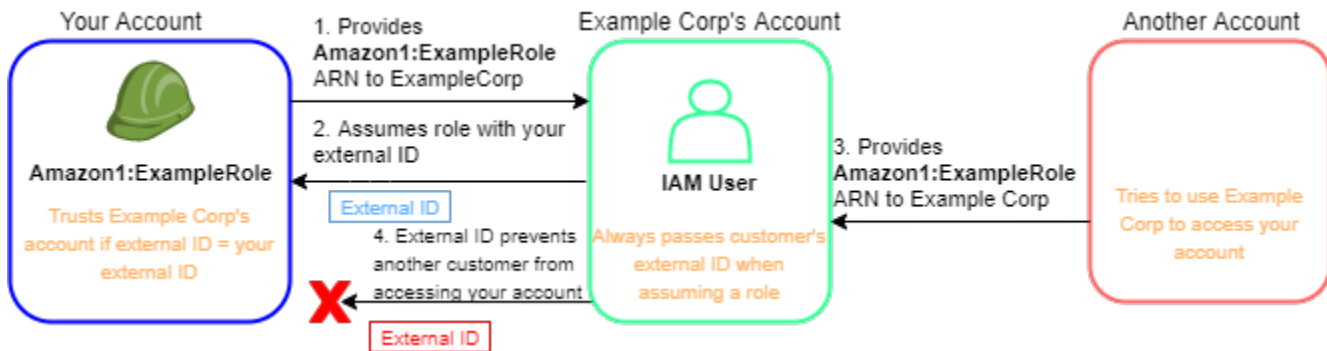 Your Account
Example Corp's Account
Another Account
1. Provides
Amazon1:ExampleRole
ARN to ExampleCorp
2. Assumes role with your
external ID
Amazon1:ExampleRole
Trusts Example Corp's
account if external ID = your
external ID
External ID
4. External ID prevents
another customer from
accessing your account
X
External ID
IAM User
Always passes customer's
external ID when
assuming a role
3. Provides
Amazon1:ExampleRole
ARN to Example Corp
Tries to use Example
Corp to access your
account